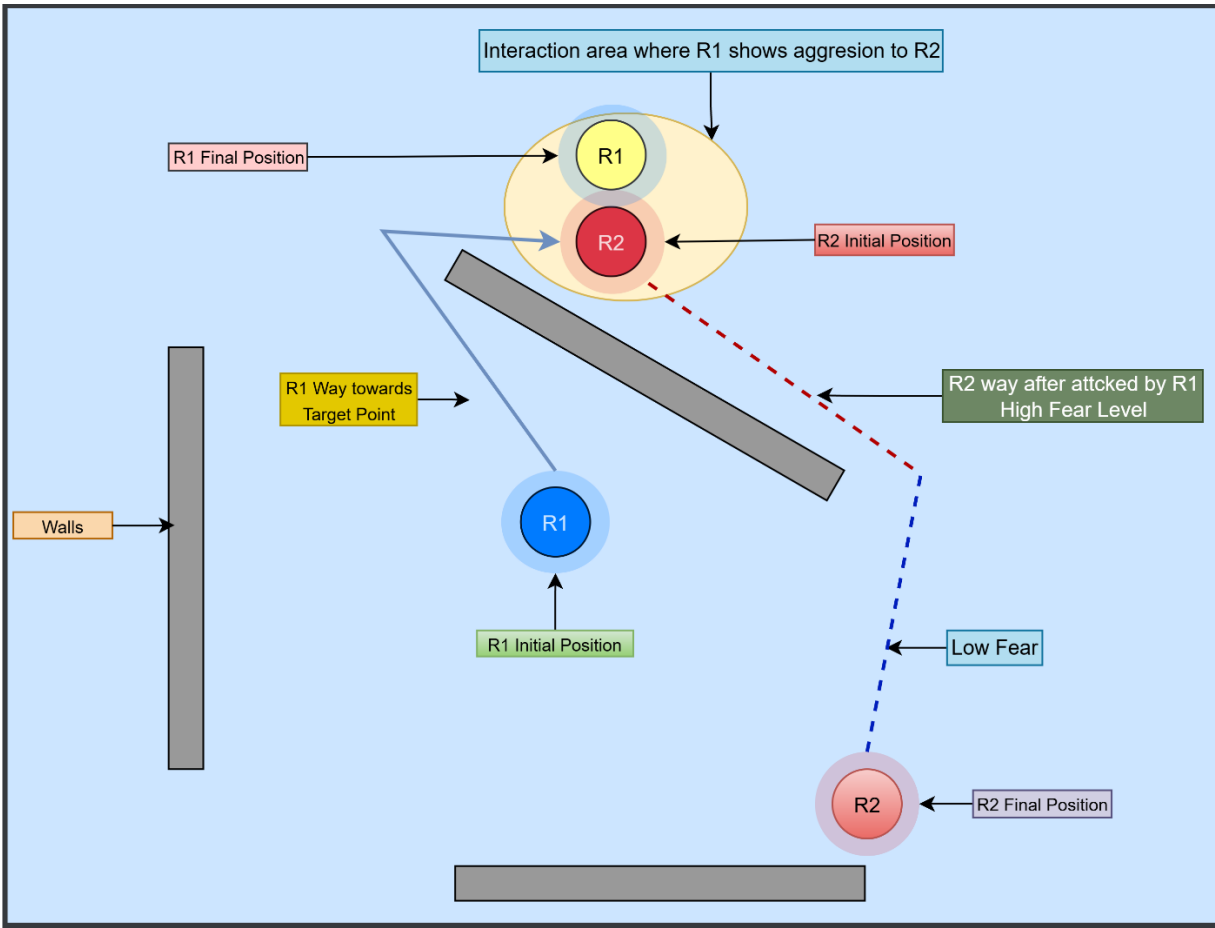 Interaction area where R1 shows aggresion to R2
R1
R1 Final Position
R2
R2 Initial Position
R1 Way towards
Target Point
R2 way after attcked by R1
High Fear Level
Walls
R1
R1 Initial Position
Low Fear
R2
R2 Final Position